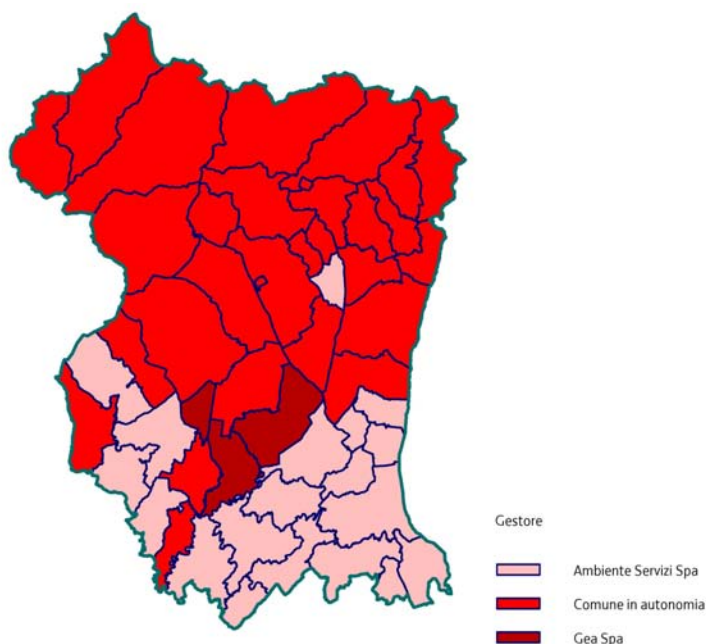 Gestore
Ambiente Servizi Spa
Comune in autonomia
Gea Spa